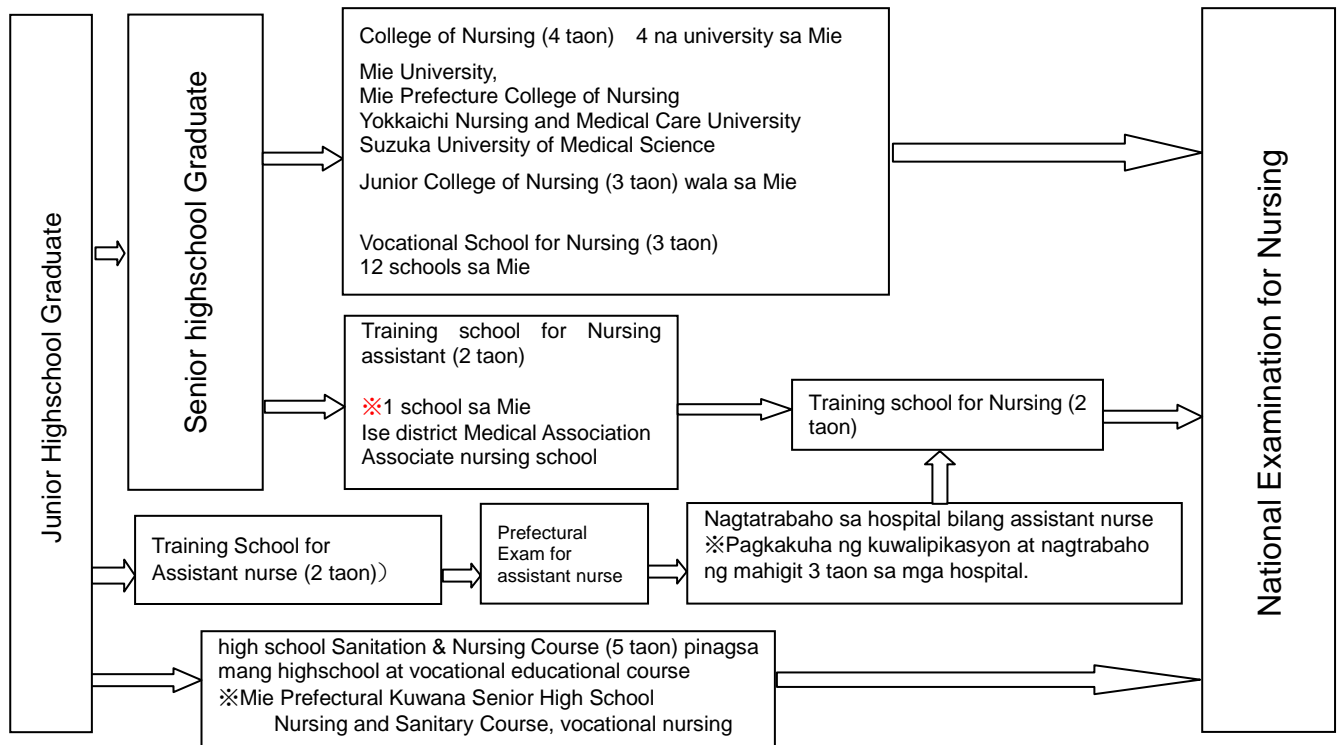 Junior Highschool Graduate
Senior highschool Graduate
College of Nursing (4 taon) 4 na university sa Mie
Mie University,
Mie Prefecture College of Nursing
Yokkaichi Nursing and Medical Care University
Suzuka University of Medical Science
Junior College of Nursing (3 taon) wala sa Mie
Vocational School for Nursing (3 taon)
12 schools sa Mie
Training school for Nursing
assistant (2 taon)
※1 school sa Mie
Ise district Medical Association
Associate nursing school
Training school for Nursing (2
taon)
Training School for
Assistant nurse (2 taon)）
Prefectural
Exam for
assistant nurse
Nagtatrabaho sa hospital bilang assistant nurse
※Pagkakuha ng kuwalipikasyon at nagtrabaho
ng mahigit 3 taon sa mga hospital.
high school Sanitation & Nursing Course (5 taon) pinagsa
mang highschool at vocational educational course
※Mie Prefectural Kuwana Senior High School
Nursing and Sanitary Course, vocational nursing
National Examination for Nursing